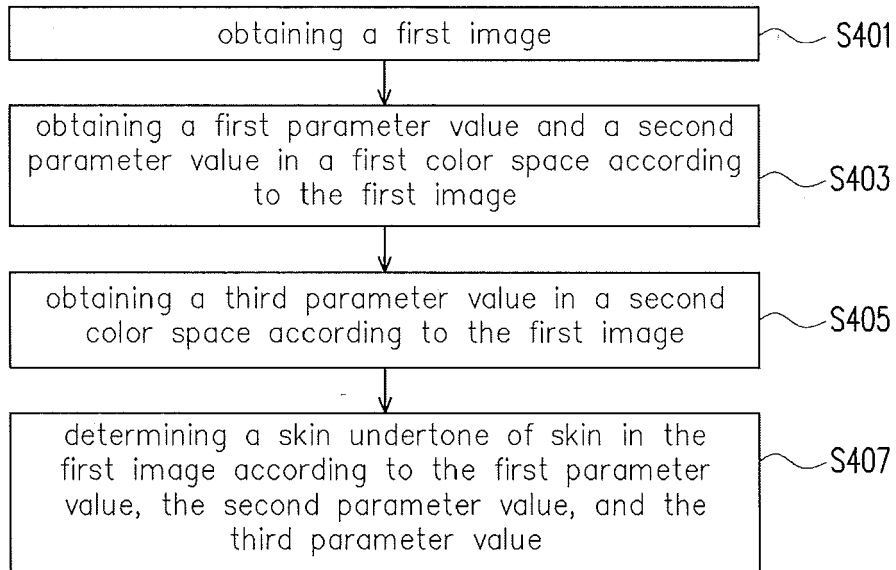 obtaining a first image
S401
obtaining a first parameter value and a second
parameter value in a first color space according
to the first image
S403
obtaining a third parameter value in a second
color space according to the first image
S405
determining a skin undertone of skin in the
first image according to the first parameter
value, the second parameter value, and the
third parameter value
S407